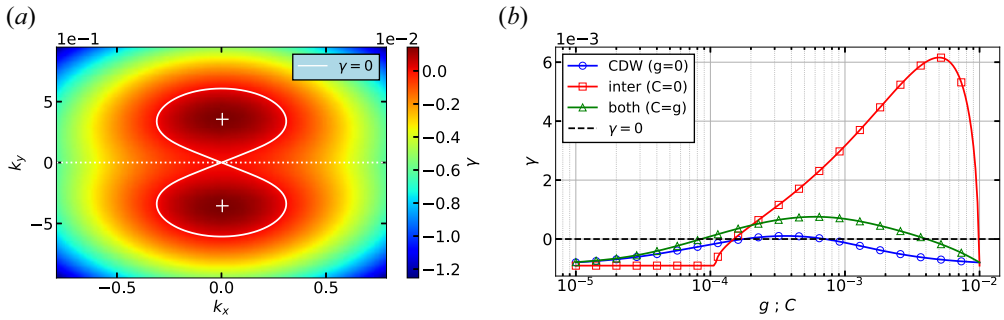 (a)
1e−1
1e−2
γ = 0
5
0
−5
−0.5
0.0
0.5
k_x
k_y
0.0
−0.2
−0.4
−0.6
−0.8
−1.0
−1.2
γ
(b)
1e−3
CDW (g=0)
inter (C=0)
both (C=g)
γ = 0
6
4
2
0
γ
10^−5
10^−4
10^−3
10^−2
g ; C